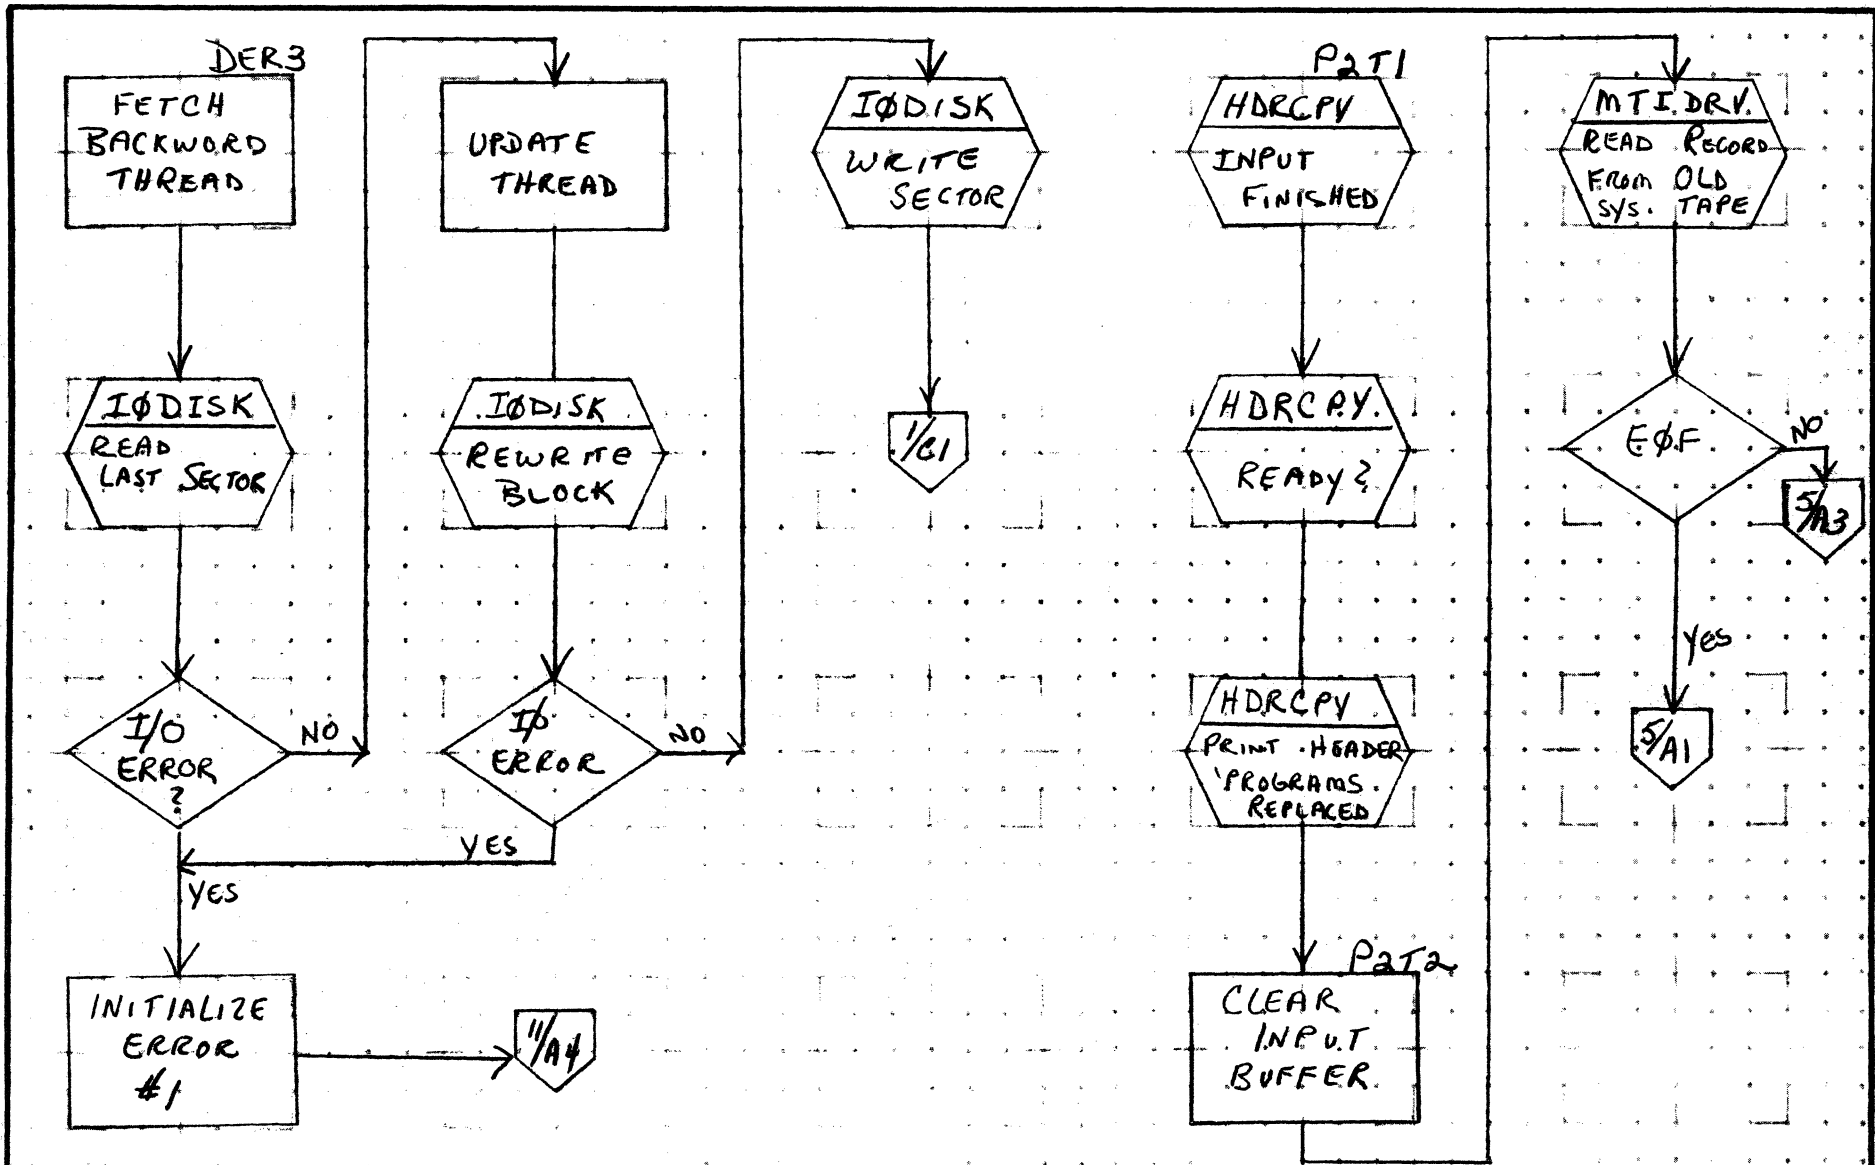 DER3
FETCH
BACKWORD
THREAD
IØDISK
READ
LAST SECTOR
I/O
ERROR
?
NO
YES
INITIALIZE
ERROR
#1
11/A4
UPDATE
THREAD
IØDISK
REWRITE
BLOCK
IØ
ERROR
NO
YES
IØDISK
WRITE
SECTOR
1/C1
P2T1
HDRCPY
INPUT
FINISHED
HDRCPY.
READY?
HDRCPY
PRINT HEADER
'PROGRAMS
REPLACED
P2T2
CLEAR
INPUT
BUFFER
MTI.DRV.
READ RECORD
FROM OLD
SYS. TAPE
EØF
NO
5/A3
YES
5/A1